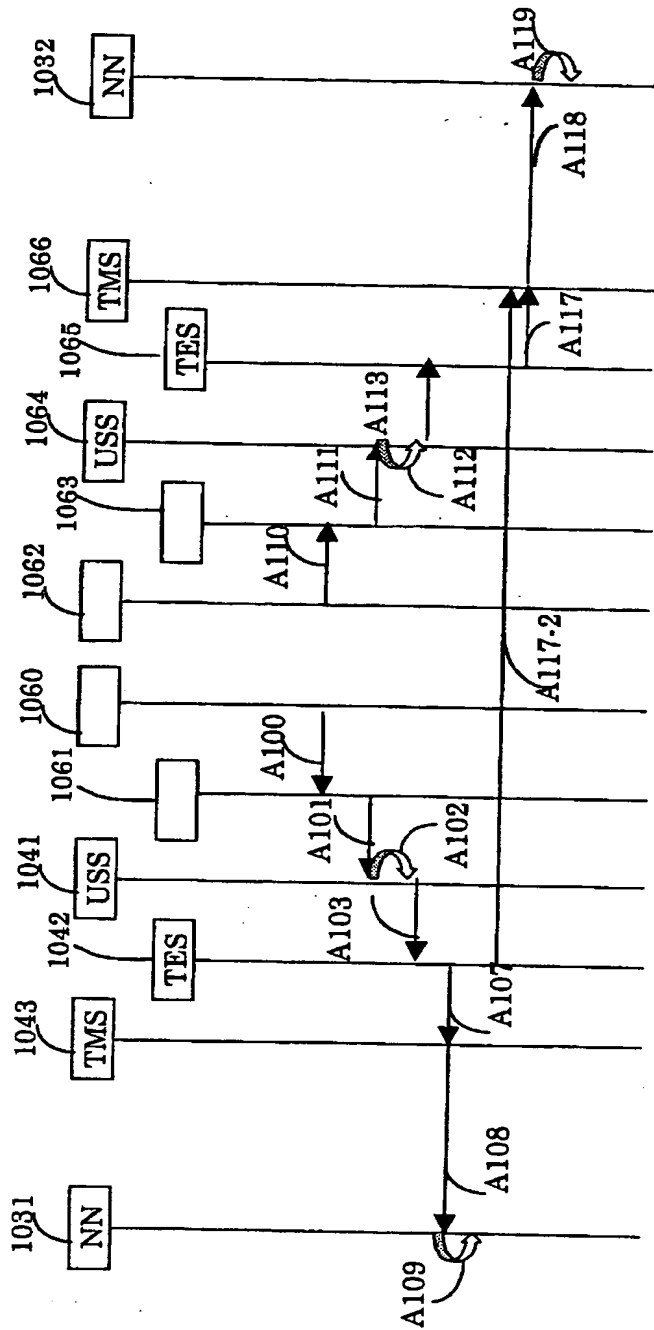 1031
NN
1043
TMS
1042
TES
1041
USS
1061
1060
1062
1063
1064
USS
1065
TES
1066
TMS
1032
NN
A100
A101
A102
A103
A107
A108
A109
A110
A111
A113
A112
A117-2
A117
A118
A119